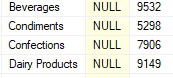 Beverages NULL 9532
Condiments NULL 5298
Confections NULL 7906
Dairy Products NULL 9149